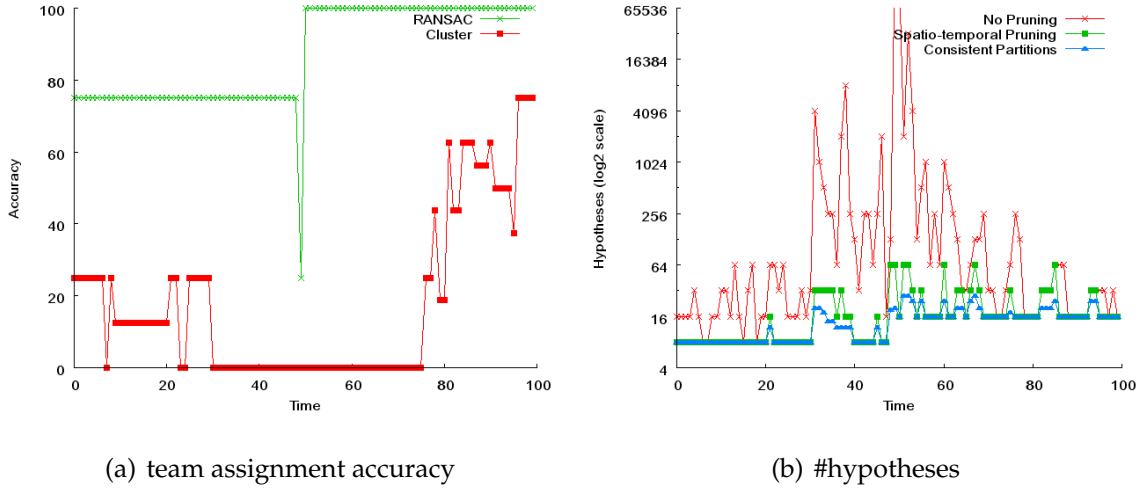 100
80
60
40
20
0
Accuracy
0 20 40 60 80 100
Time
RANSAC
Cluster
(a) team assignment accuracy
65536
16384
4096
1024
256
64
16
4
Hypotheses (log2 scale)
0 20 40 60 80 100
Time
No Pruning
Spatio-temporal Pruning
Consistent Partitions
(b) #hypotheses